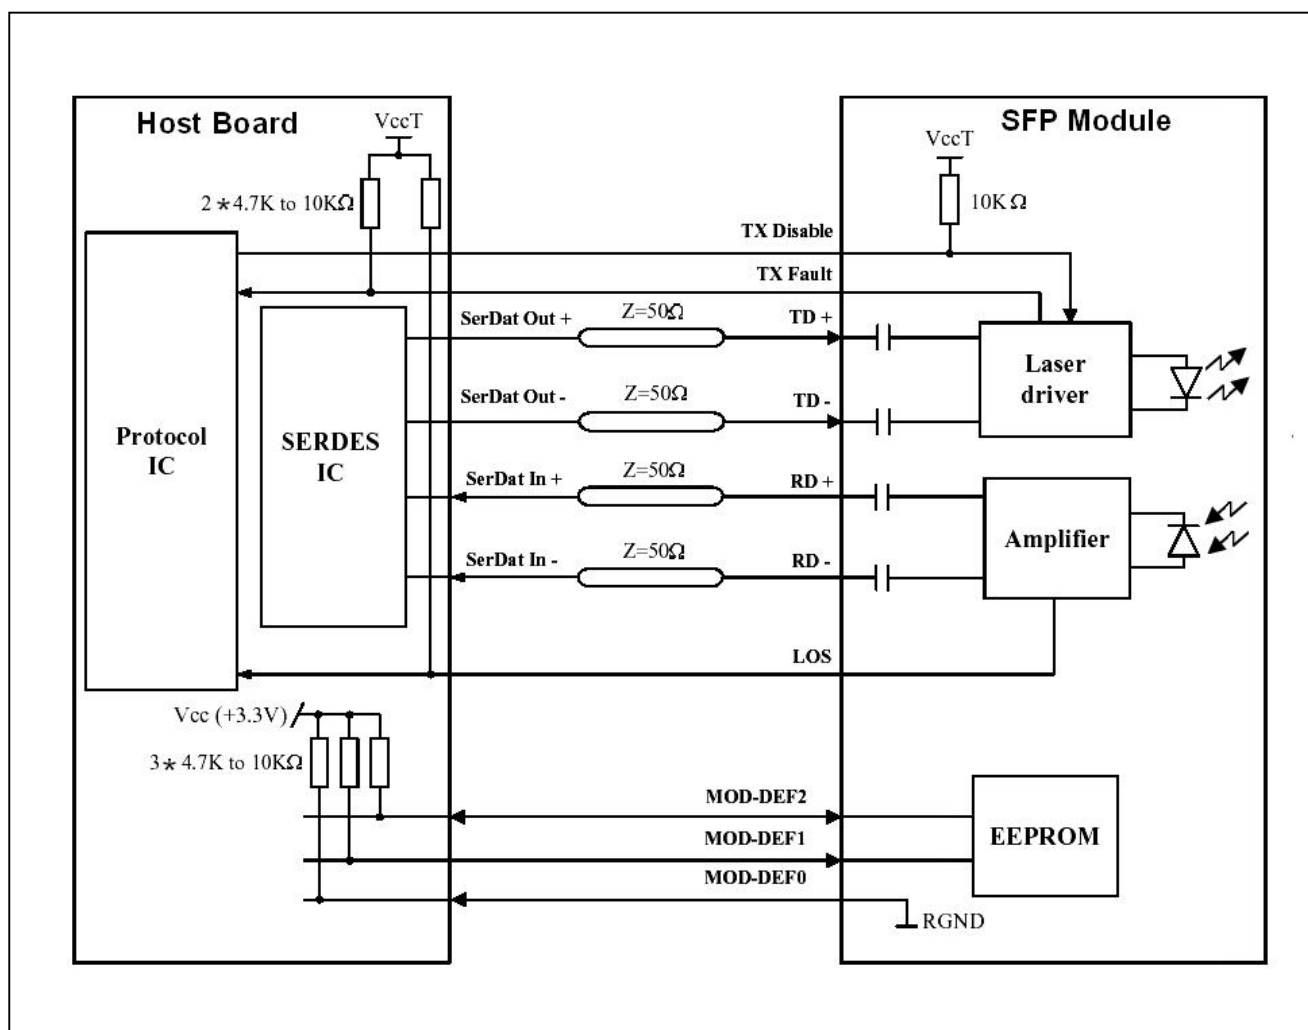 Host Board
SFP Module
VccT
VccT
2*4.7K to 10KΩ
10KΩ
TX Disable
TX Fault
SerDat Out +
Z=50Ω
TD +
Laser
driver
SerDat Out -
Z=50Ω
TD -
Protocol
IC
SERDES
IC
SerDat In +
Z=50Ω
RD +
Amplifier
SerDat In -
Z=50Ω
RD -
LOS
Vcc (+3.3V)
3* 4.7K to 10KΩ
MOD-DEF2
EEPROM
MOD-DEF1
MOD-DEF0
RGND